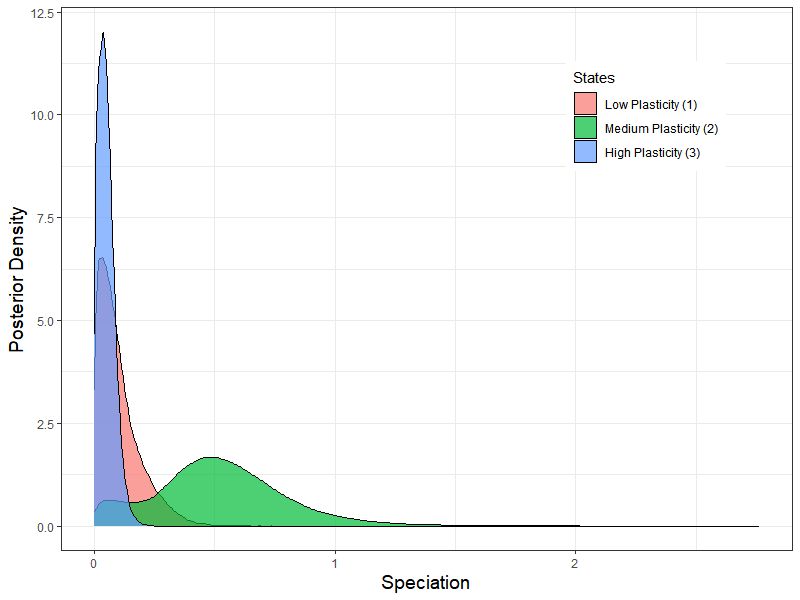 12.5
10.0
7.5
5.0
2.5
0.0
Posterior Density
States
Low Plasticity (1)
Medium Plasticity (2)
High Plasticity (3)
0
1
2
Speciation